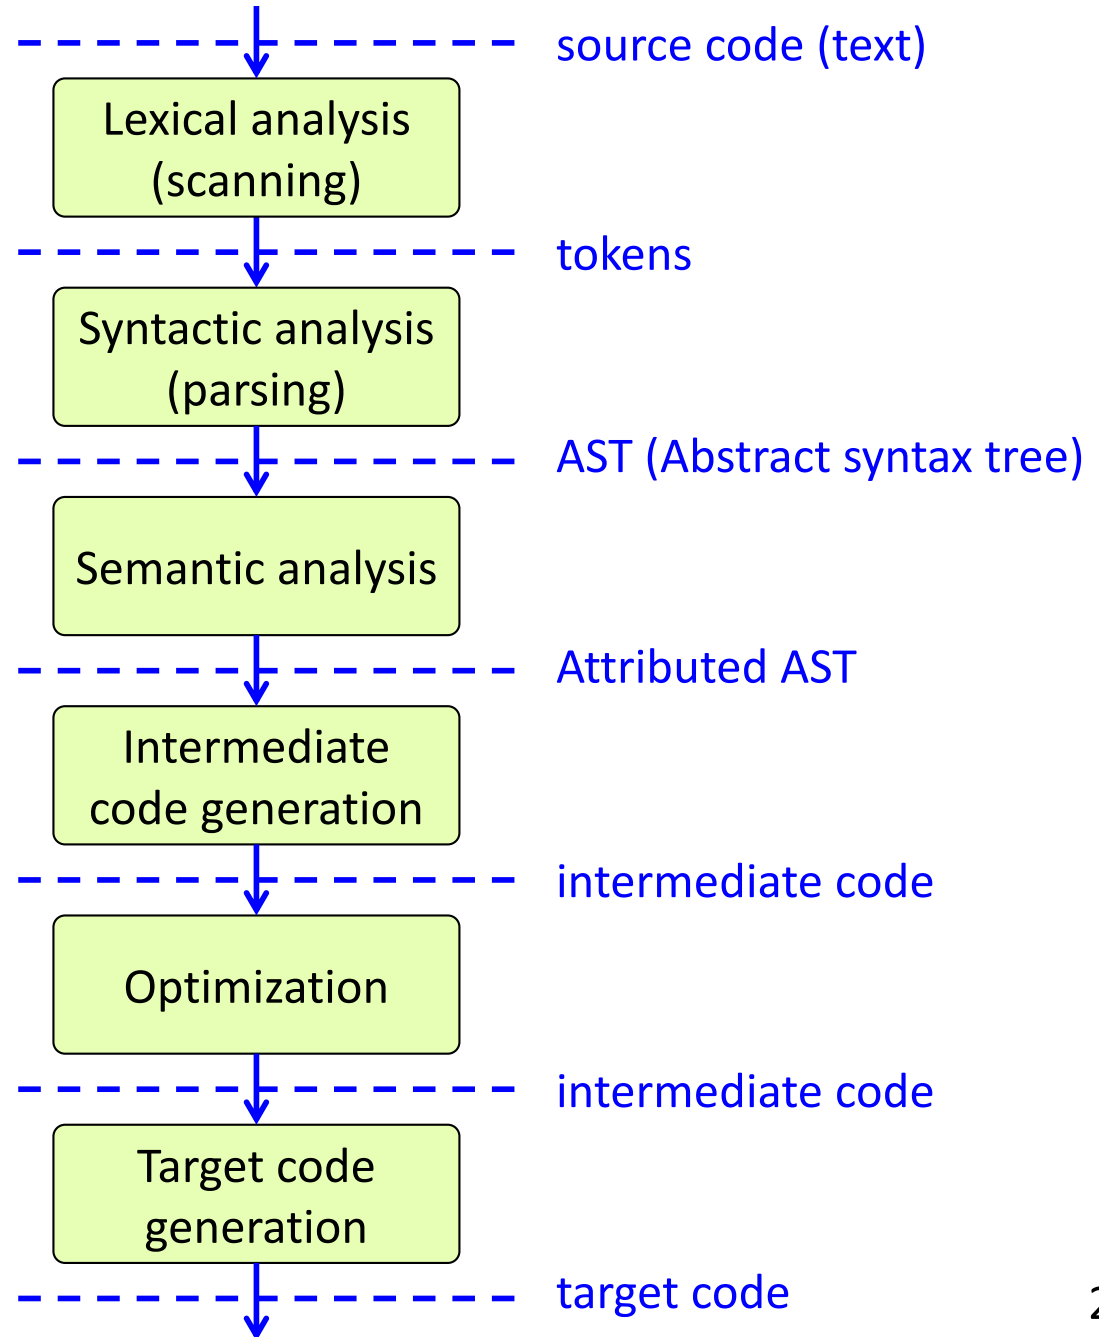 source code (text)
Lexical analysis
(scanning)
tokens
Syntactic analysis
(parsing)
AST (Abstract syntax tree)
Semantic analysis
Attributed AST
Intermediate
code generation
intermediate code
Optimization
intermediate code
Target code
generation
target code
2